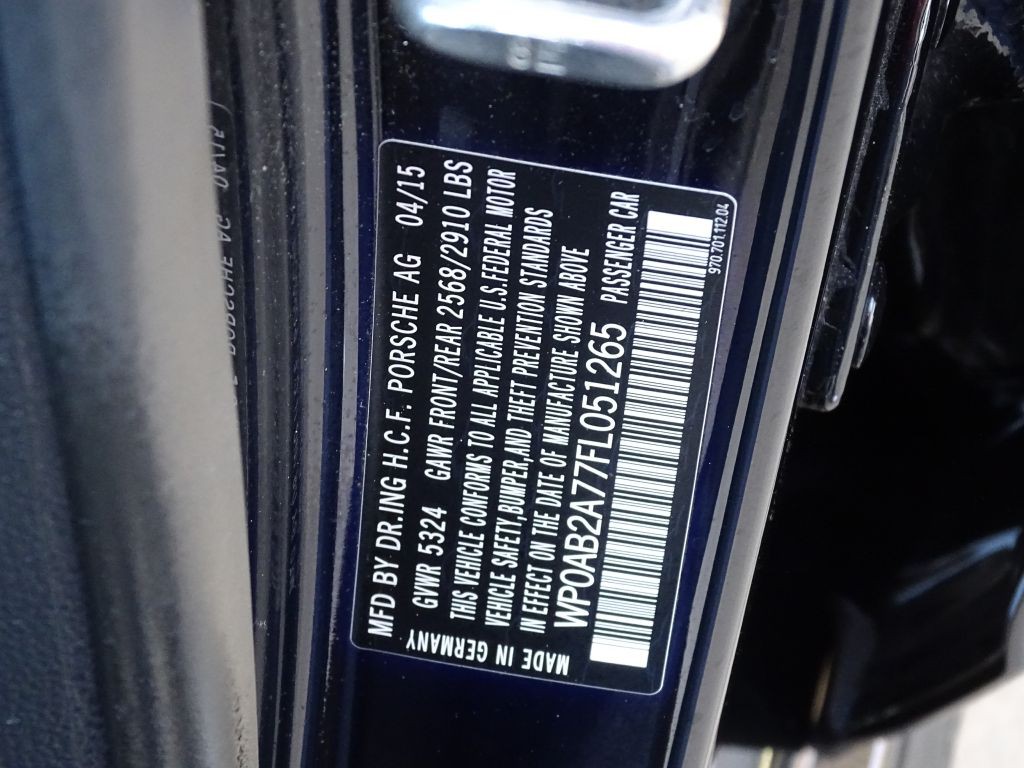 MFD BY DR.ING H.C.F. PORSCHE AG 04/15
GVWR 5324 GAWR FRONT/REAR 2568/2910 LBS
THIS VEHICLE CONFORMS TO ALL APPLICABLE U.S. FEDERAL MOTOR
VEHICLE SAFETY,BUMPER,AND THEFT PREVENTION STANDARDS
IN EFFECT ON THE DATE OF MANUFACTURE SHOWN ABOVE
WP0AB2A77FL051265 PASSENGER CAR
MADE IN GERMANY
970.701.112.04